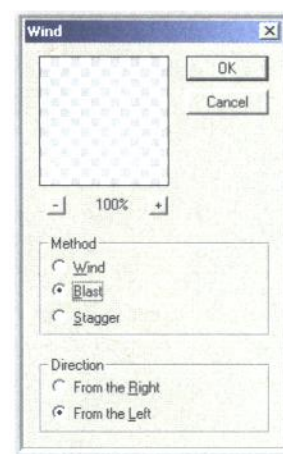 Wind
OK
Cancel
- 100% +
Method
Wind
Blast
Stagger
Direction
From the Right
From the Left